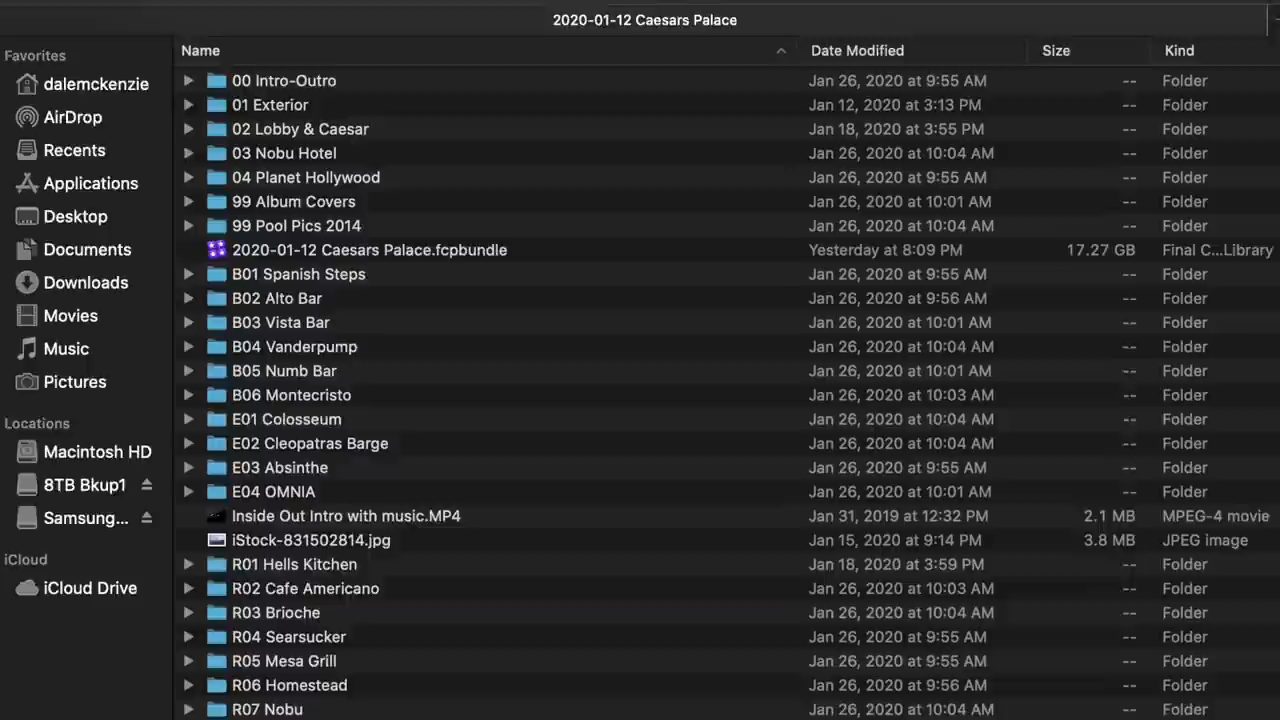 2020-01-12 Caesars Palace
Name Date Modified Size Kind
Favorites
dalemckenzie
AirDrop
Recents
Applications
Desktop
Documents
Downloads
Movies
Music
Pictures
Locations
Macintosh HD
8TB Bkup1
Samsung...
iCloud
iCloud Drive
00 Intro-Outro Jan 26, 2020 at 9:55 AM -- Folder
01 Exterior Jan 12, 2020 at 3:13 PM -- Folder
02 Lobby & Caesar Jan 18, 2020 at 3:55 PM -- Folder
03 Nobu Hotel Jan 26, 2020 at 10:04 AM -- Folder
04 Planet Hollywood Jan 26, 2020 at 9:55 AM -- Folder
99 Album Covers Jan 26, 2020 at 10:01 AM -- Folder
99 Pool Pics 2014 Jan 26, 2020 at 10:04 AM -- Folder
2020-01-12 Caesars Palace.fcpbundle Yesterday at 8:09 PM 17.27 GB Final C...Library
B01 Spanish Steps Jan 26, 2020 at 9:55 AM -- Folder
B02 Alto Bar Jan 26, 2020 at 9:56 AM -- Folder
B03 Vista Bar Jan 26, 2020 at 10:01 AM -- Folder
B04 Vanderpump Jan 26, 2020 at 10:04 AM -- Folder
B05 Numb Bar Jan 26, 2020 at 10:01 AM -- Folder
B06 Montecristo Jan 26, 2020 at 10:03 AM -- Folder
E01 Colosseum Jan 26, 2020 at 10:04 AM -- Folder
E02 Cleopatras Barge Jan 26, 2020 at 10:04 AM -- Folder
E03 Absinthe Jan 26, 2020 at 9:55 AM -- Folder
E04 OMNIA Jan 26, 2020 at 10:01 AM -- Folder
Inside Out Intro with music.MP4 Jan 31, 2019 at 12:32 PM 2.1 MB MPEG-4 movie
iStock-831502814.jpg Jan 15, 2020 at 9:14 PM 3.8 MB JPEG image
R01 Hells Kitchen Jan 18, 2020 at 3:59 PM -- Folder
R02 Cafe Americano Jan 26, 2020 at 10:03 AM -- Folder
R03 Brioche Jan 26, 2020 at 10:04 AM -- Folder
R04 Searsucker Jan 26, 2020 at 9:55 AM -- Folder
R05 Mesa Grill Jan 26, 2020 at 9:55 AM -- Folder
R06 Homestead Jan 26, 2020 at 9:56 AM -- Folder
R07 Nobu Jan 26, 2020 at 10:04 AM -- Folder